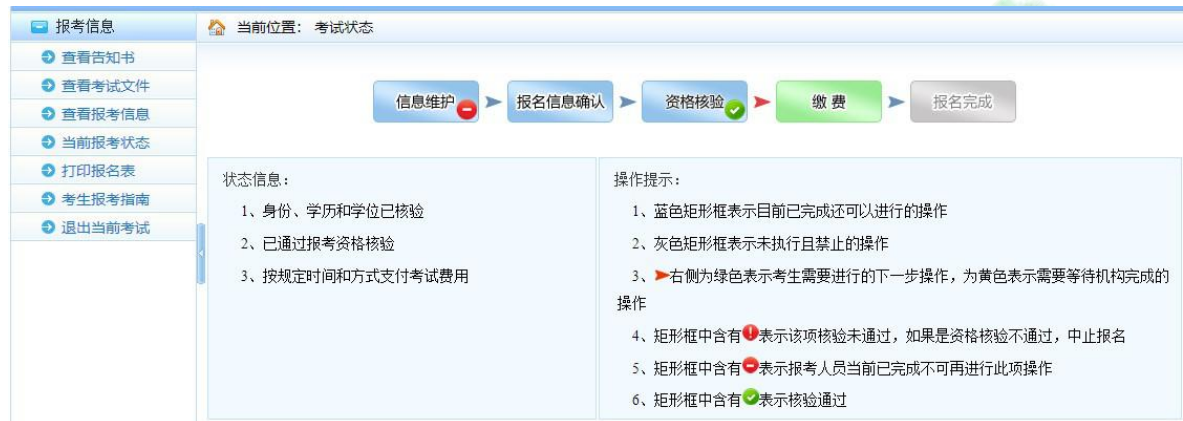 报考信息
当前位置： 考试状态
查看告知书
查看考试文件
查看报考信息
当前报考状态
打印报名表
考生报考指南
退出当前考试
信息维护
报名信息确认
资格核验
缴 费
报名完成
状态信息：
1、身份、学历和学位已核验
2、已通过报考资格核验
3、按规定时间和方式支付考试费用
操作提示：
1、蓝色矩形框表示目前已完成还可以进行的操作
2、灰色矩形框表示未执行且禁止的操作
3、右侧为绿色表示考生需要进行的下一步操作，为黄色表示需要等待机构完成的
操作
4、矩形框中含有表示该项核验未通过，如果是资格核验不通过，中止报名
5、矩形框中含有表示报考人员当前已完成不可再进行此项操作
6、矩形框中含有表示核验通过